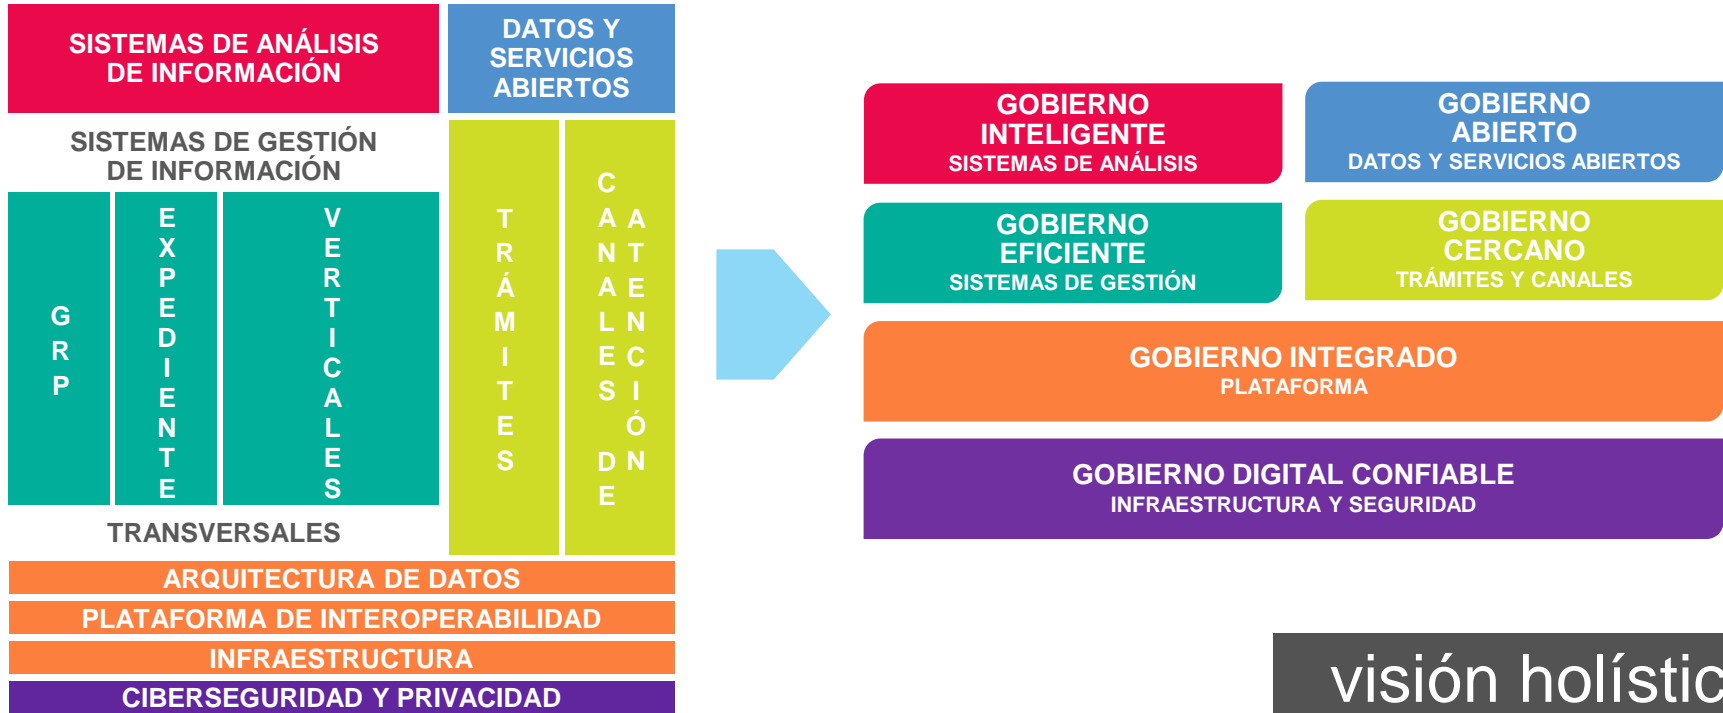 SISTEMAS DE ANÁLISIS
DE INFORMACIÓN
DATOS Y
SERVICIOS
ABIERTOS
SISTEMAS DE GESTIÓN
DE INFORMACIÓN
GRP
EXPEDIENTE
VERTICALES
TRÁMITES
CANALES DE
ATENCIÓN
TRANSVERSALES
ARQUITECTURA DE DATOS
PLATAFORMA DE INTEROPERABILIDAD
INFRAESTRUCTURA
CIBERSEGURIDAD Y PRIVACIDAD
GOBIERNO
INTELIGENTE
SISTEMAS DE ANÁLISIS
GOBIERNO
ABIERTO
DATOS Y SERVICIOS ABIERTOS
GOBIERNO
EFICIENTE
SISTEMAS DE GESTIÓN
GOBIERNO
CERCANO
TRÁMITES Y CANALES
GOBIERNO INTEGRADO
PLATAFORMA
GOBIERNO DIGITAL CONFIABLE
INFRAESTRUCTURA Y SEGURIDAD
visión holístic